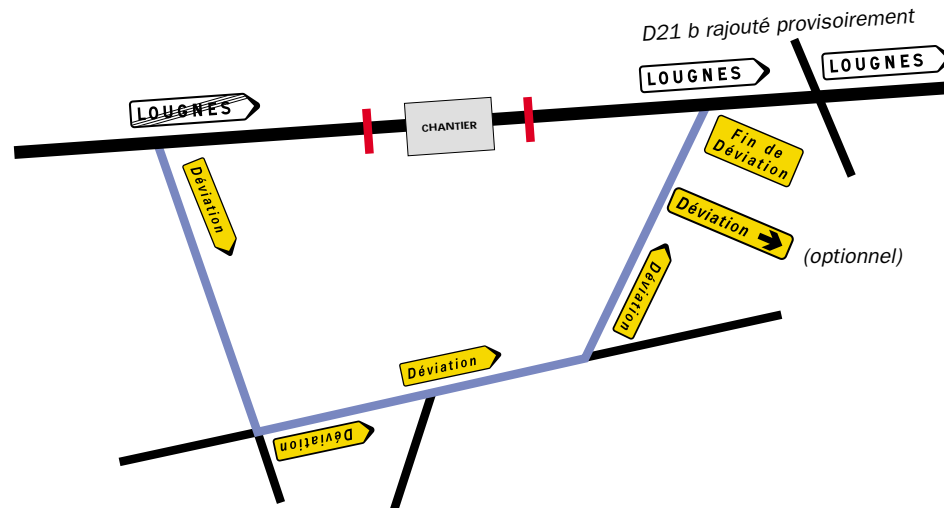 D21 b rajouté provisoirement
LOUGNES
LOUGNES
LOUGNES
CHANTIER
Fin de
Déviation
Déviation
Déviation
(optionnel)
Déviation
Déviation
Déviation